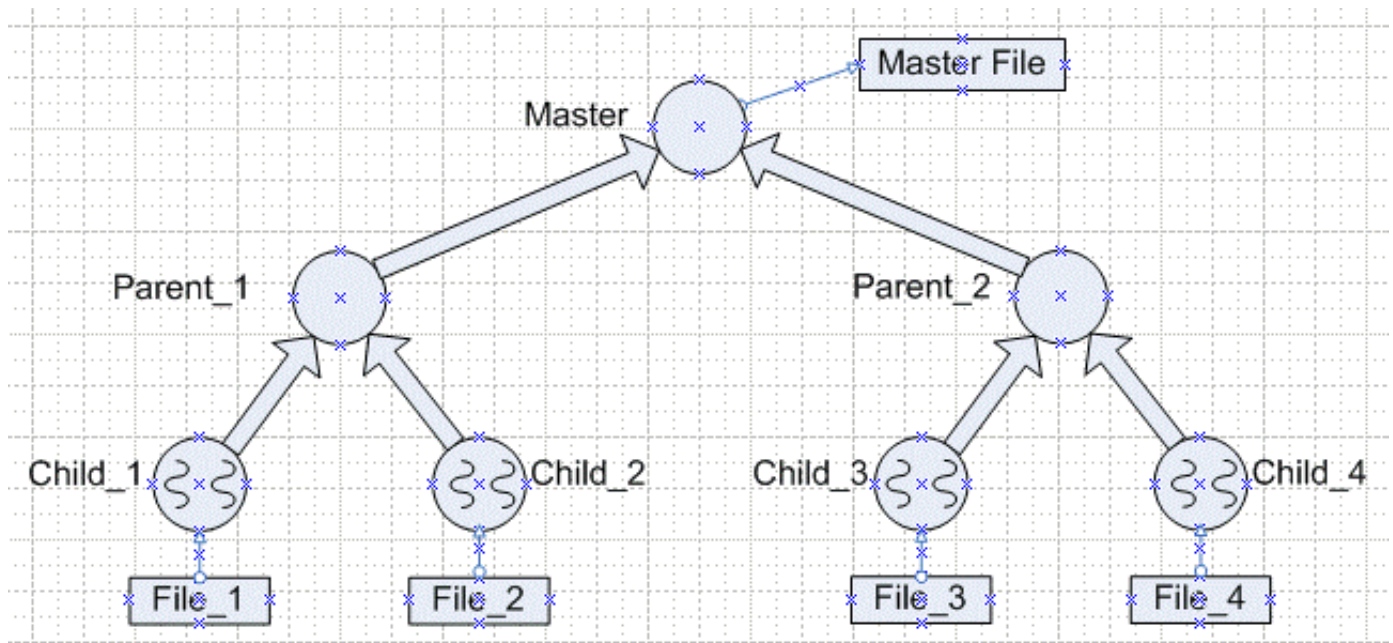 Master File
Master
Parent_1
Parent_2
Child_1
Child_2
Child_3
Child_4
File_1
File_2
File_3
File_4